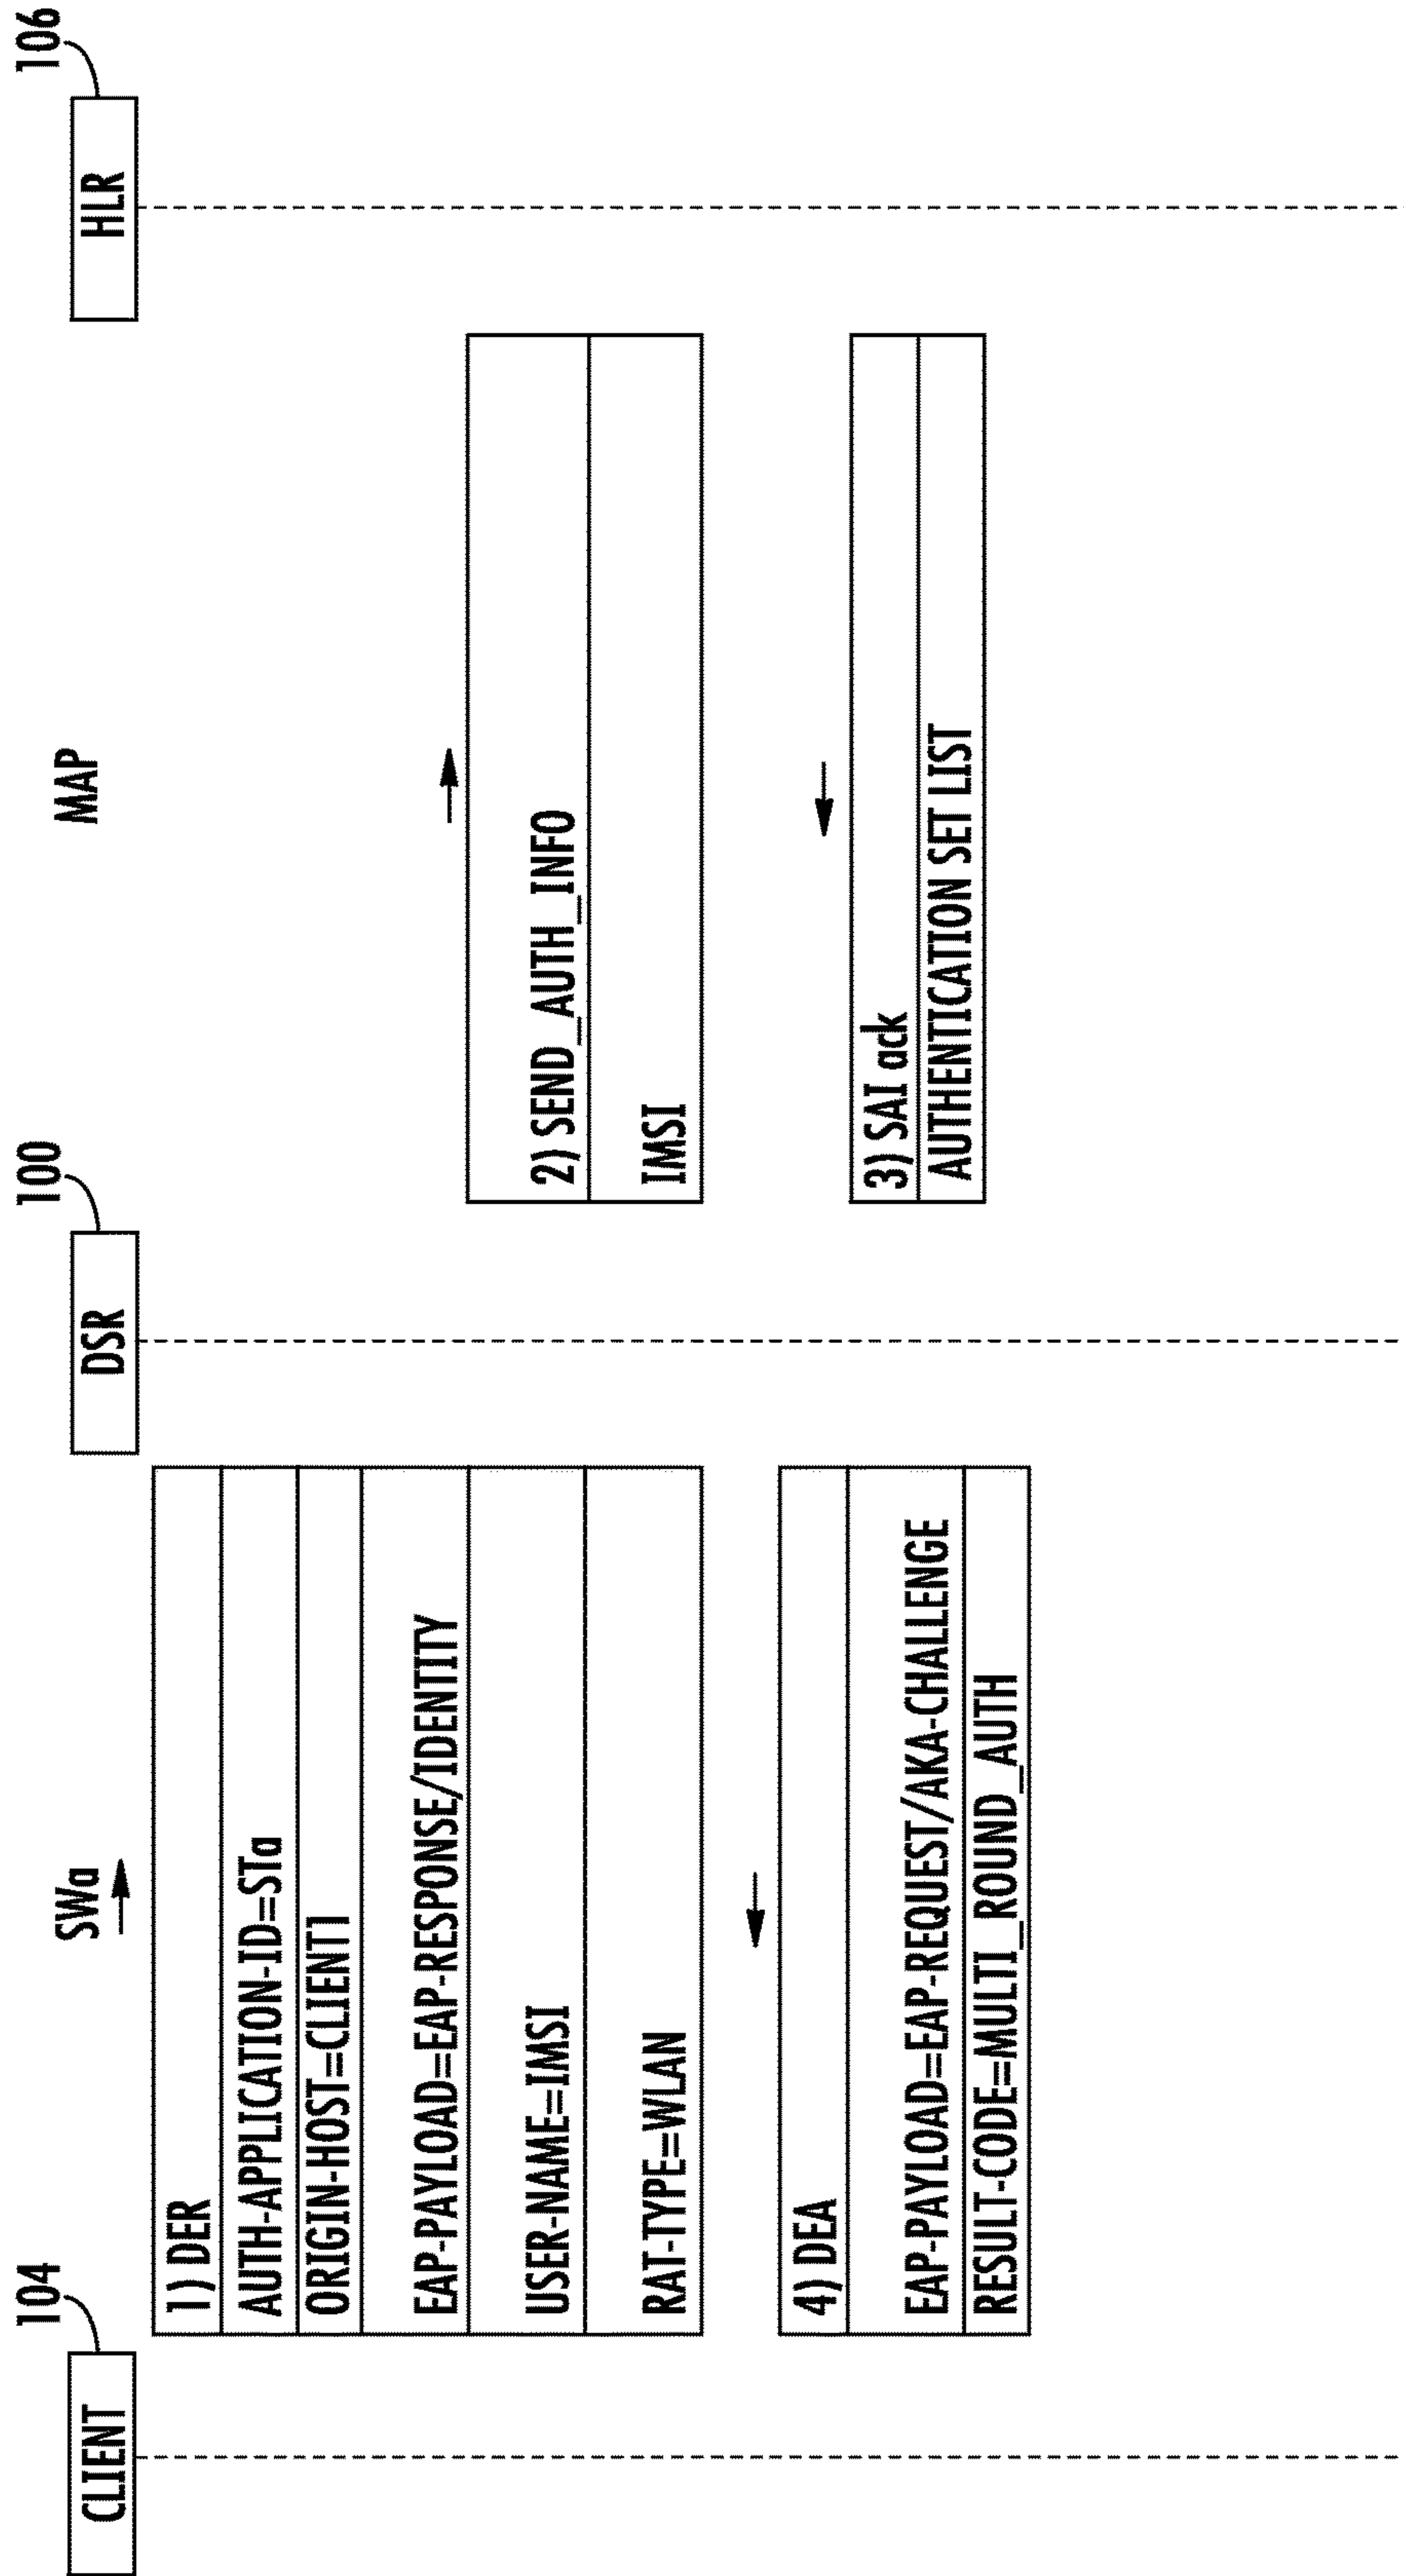 104
CLIENT
SWa
100
DSR
MAP
106
HLR
1) DER
AUTH-APPLICATION-ID=STa
ORIGIN-HOST=CLIENT1
EAP-PAYLOAD=EAP-RESPONSE/IDENTITY
USER-NAME=IMSI
RAT-TYPE=WLAN
2) SEND_AUTH_INFO
IMSI
3) SAI ack
AUTHENTICATION SET LIST
4) DEA
EAP-PAYLOAD=EAP-REQUEST/AKA-CHALLENGE
RESULT-CODE=MULTI_ROUND_AUTH